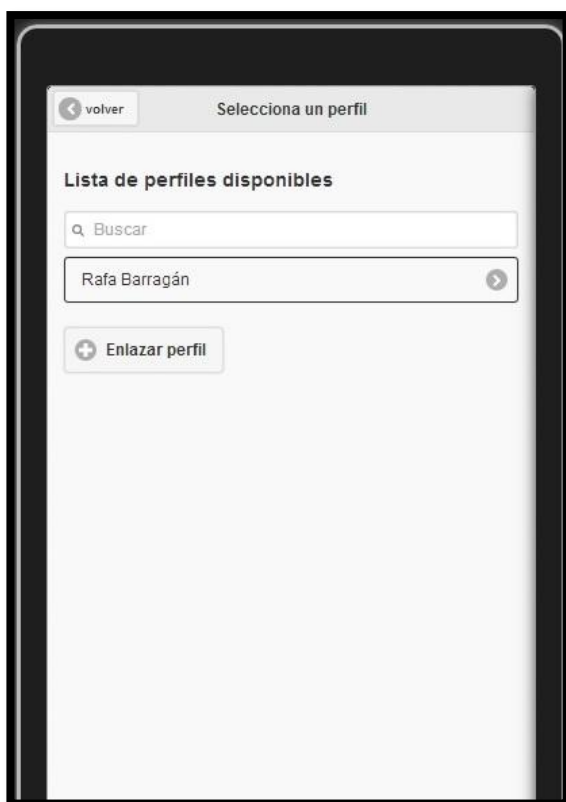 volver
Selecciona un perfil
Lista de perfiles disponibles
Buscar
Rafa Barragán
Enlazar perfil